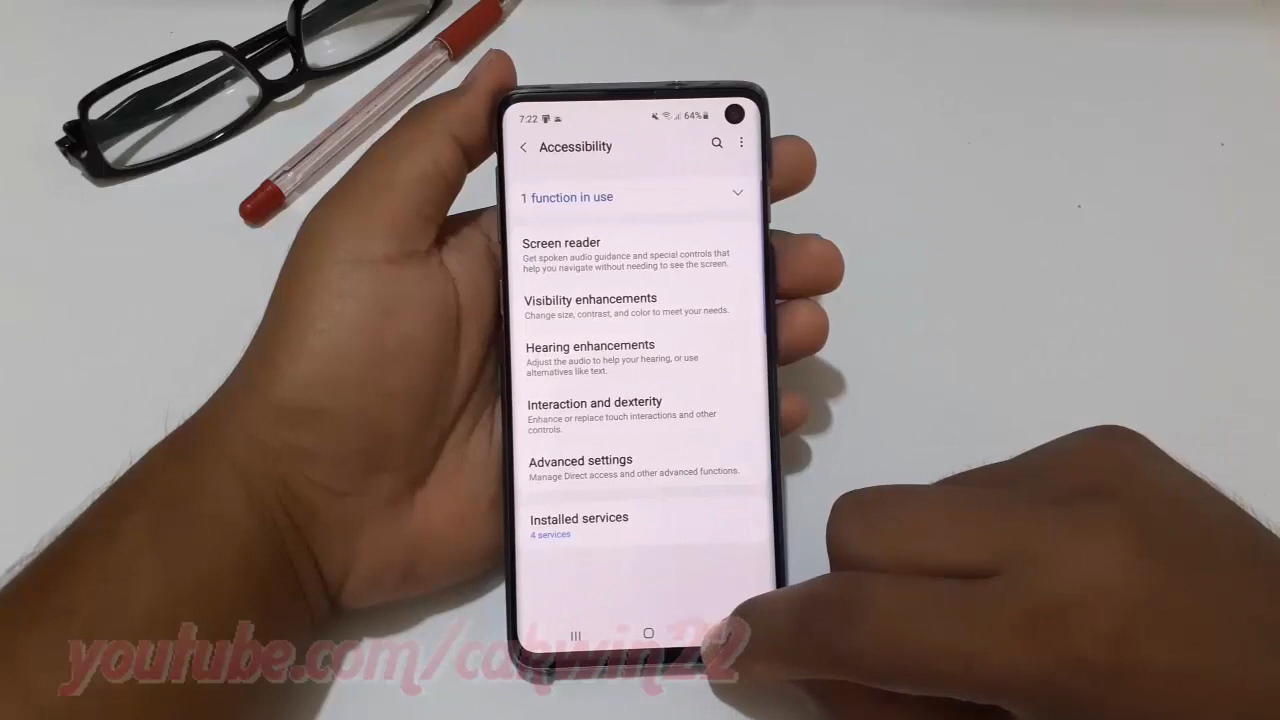 7:22
64%
Accessibility
1 function in use
Screen reader
Get spoken audio guidance and special controls that
help you navigate without needing to see the screen.
Visibility enhancements
Change size, contrast, and color to meet your needs.
Hearing enhancements
Adjust the audio to help your hearing, or use
alternatives like text.
Interaction and dexterity
Enhance or replace touch interactions and other
controls.
Advanced settings
Manage Direct access and other advanced functions.
Installed services
4 services
youtube.com/cakwin22